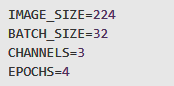 IMAGE_SIZE=224
BATCH_SIZE=32
CHANNELS=3
EPOCHS=4